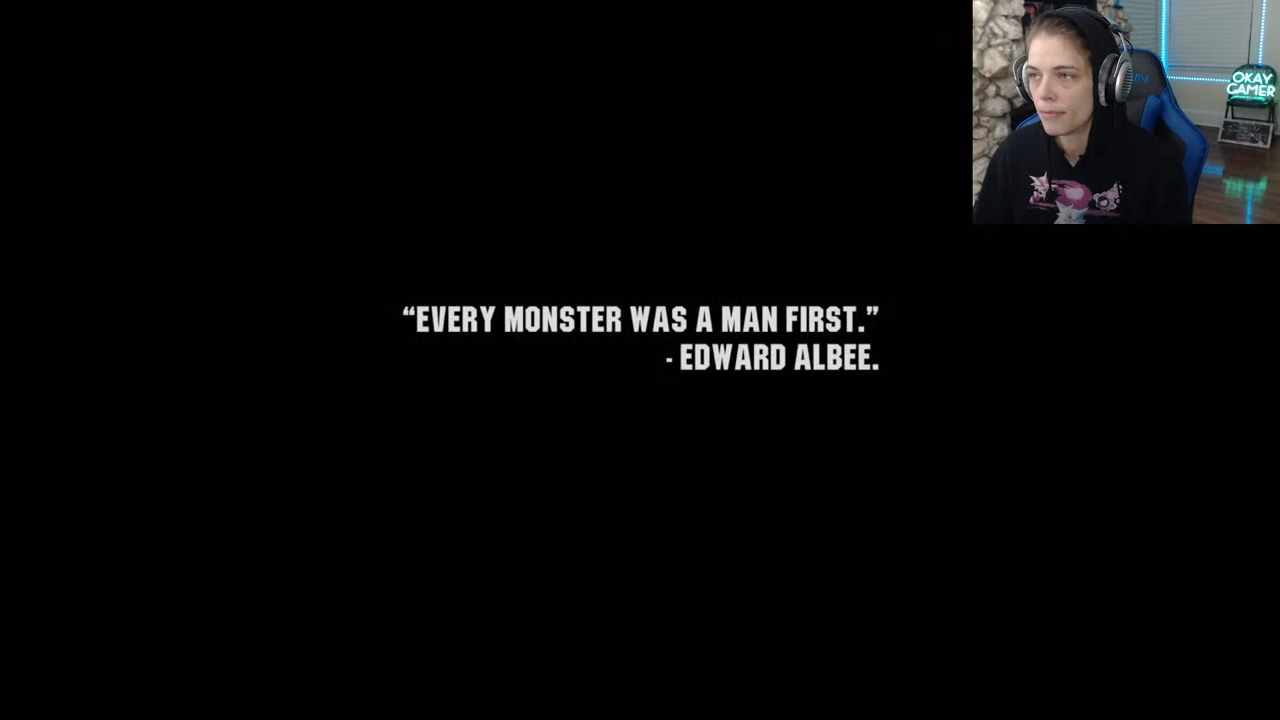 “EVERY MONSTER WAS A MAN FIRST.”
- EDWARD ALBEE.
OKAY
GAMER